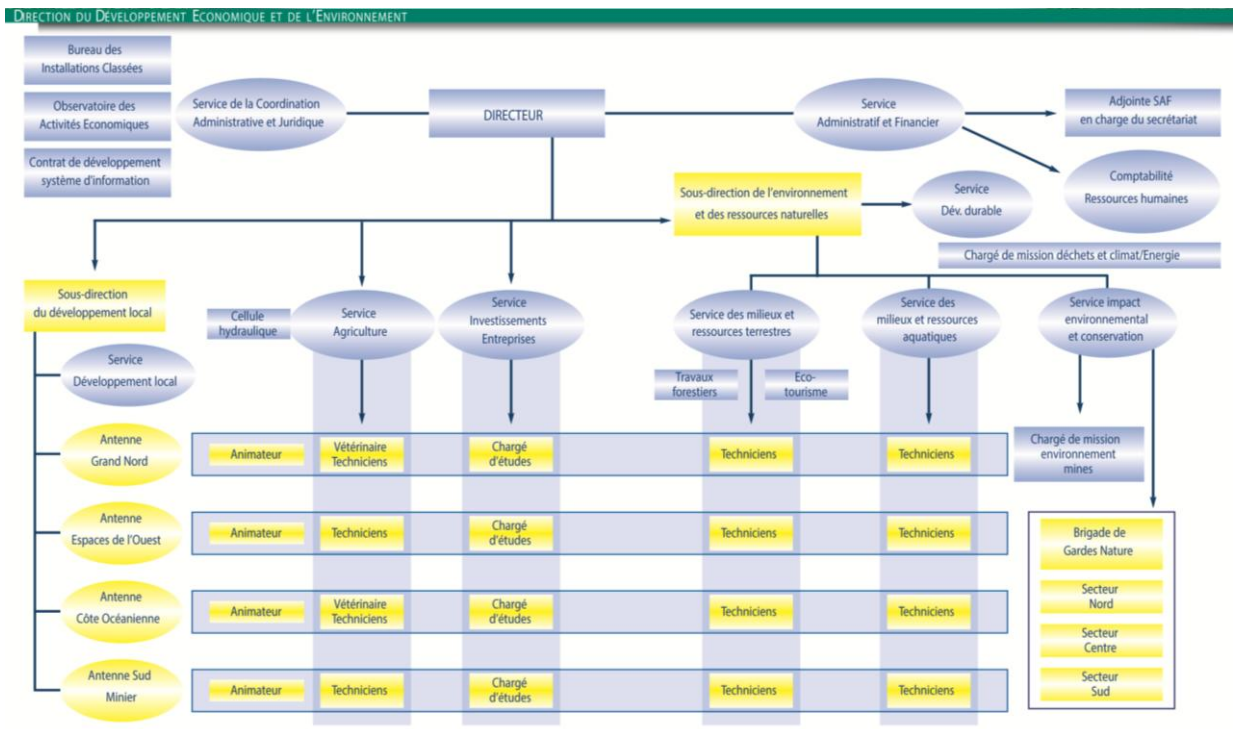 DIRECTION DU DÉVELOPPEMENT ECONOMIQUE ET DE L'ENVIRONNEMENT
Bureau des
Installations Classées
Observatoire des
Activités Economiques
Contrat de développement
système d'information
Service de la Coordination
Administrative et Juridique
DIRECTEUR
Service
Administratif et Financier
Adjointe SAF
en charge du secrétariat
Comptabilité
Ressources humaines
Sous-direction de l'environnement
et des ressources naturelles
Service
Dév. durable
Chargé de mission déchets et climat/Energie
Sous-direction
du développement local
Cellule
hydraulique
Service
Agriculture
Service
Investissements
Entreprises
Service des milieux et
ressources terrestres
Service des
milieux et ressources
aquatiques
Service impact
environnemental
et conservation
Service
Développement local
Travaux
forestiers
Eco-
tourisme
Antenne
Grand Nord
Animateur
Vétérinaire
Techniciens
Chargé
d'études
Techniciens
Techniciens
Chargé de mission
environnement
mines
Antenne
Espaces de l'Ouest
Animateur
Techniciens
Chargé
d'études
Techniciens
Techniciens
Brigade de
Gardes Nature
Antenne
Côte Océanienne
Animateur
Vétérinaire
Techniciens
Chargé
d'études
Techniciens
Techniciens
Secteur
Nord
Secteur
Centre
Antenne Sud
Minier
Animateur
Techniciens
Chargé
d'études
Techniciens
Techniciens
Secteur
Sud